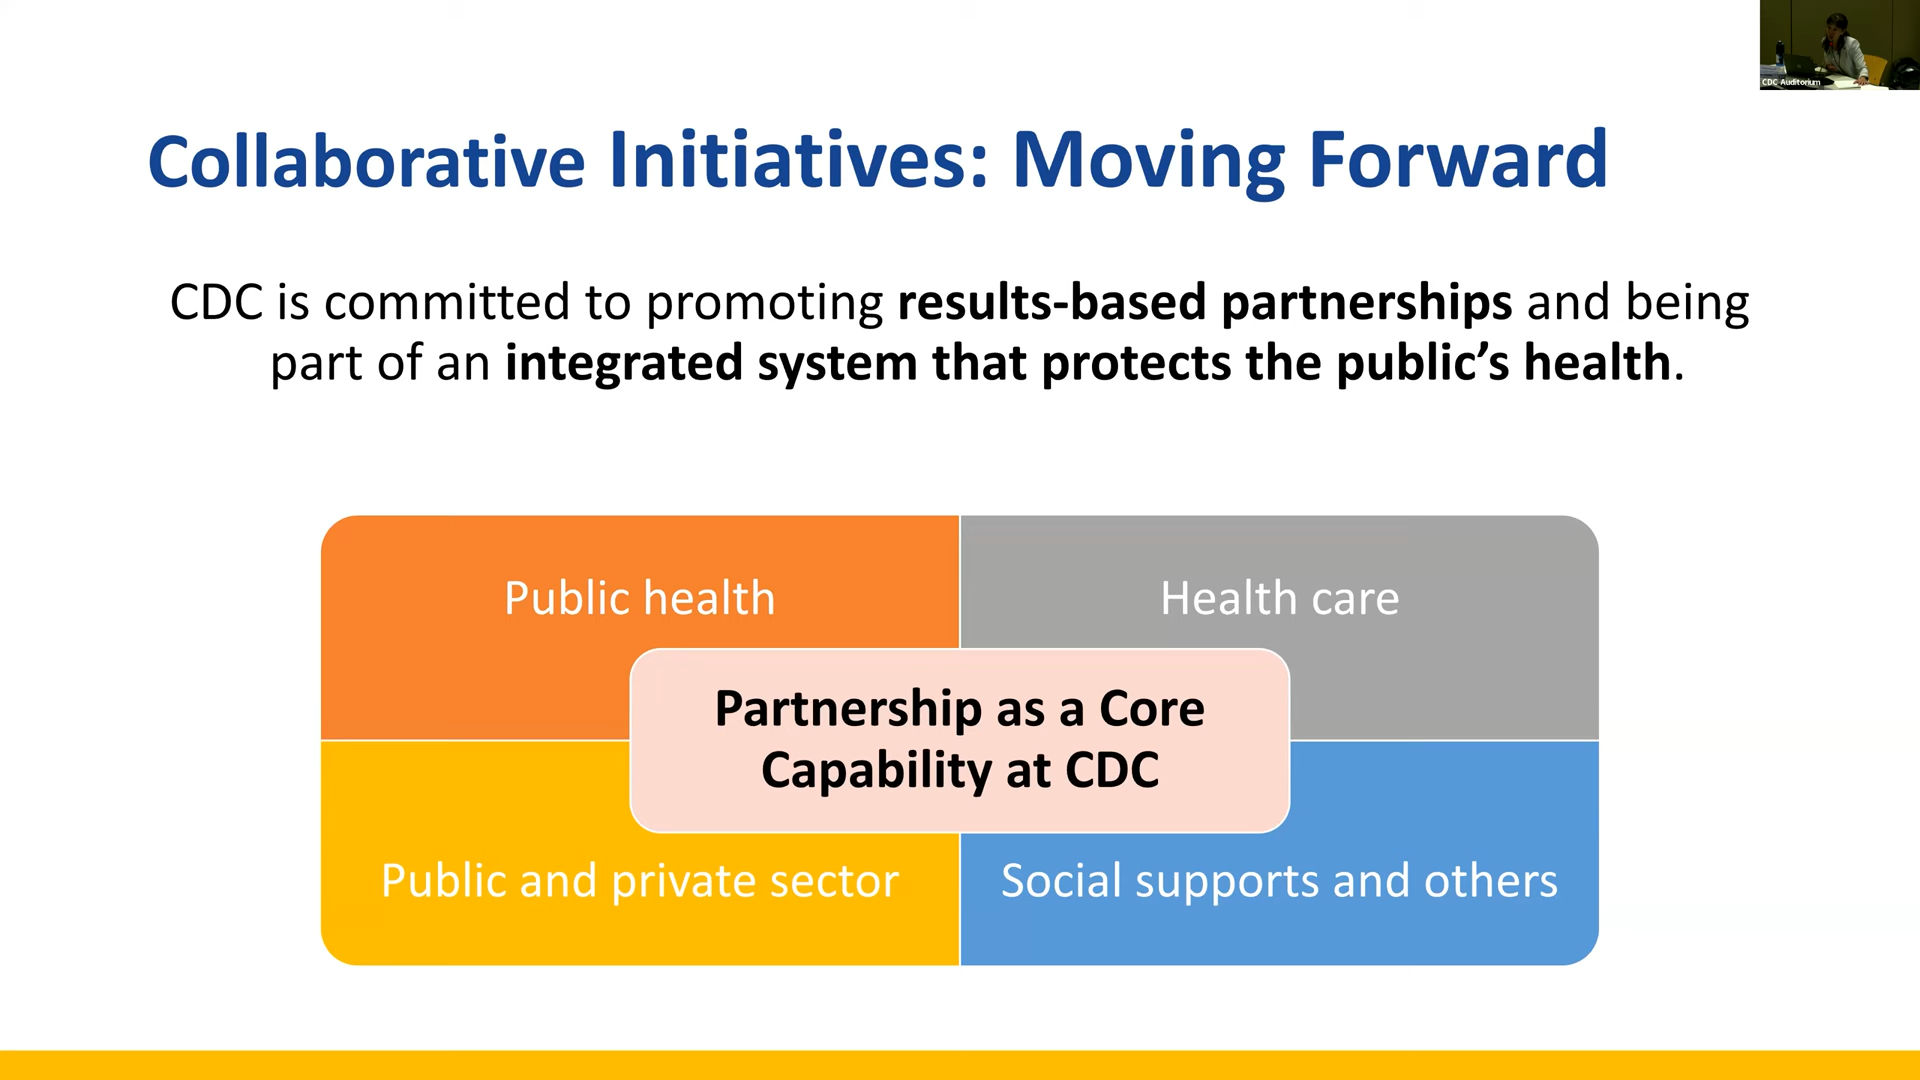 CDC Auditorium
Collaborative Initiatives: Moving Forward
CDC is committed to promoting results-based partnerships and being
part of an integrated system that protects the public’s health.
Public health
Health care
Partnership as a Core
Capability at CDC
Public and private sector
Social supports and others